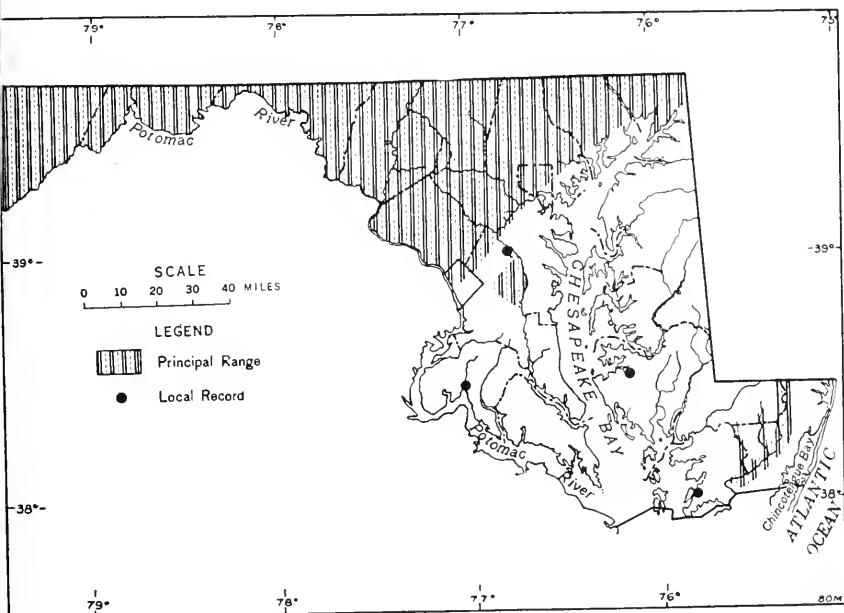 79° 77° 76° 75°
Potomac River
39° 39°
SCALE
0 10 20 30 40 MILES
LEGEND
Principal Range
Local Record
CHESAPEAKE BAY
Potomac River
Chincoteague Bay
ATLANTIC OCEAN
38° 38°
79° 78° 77° 76°
80M